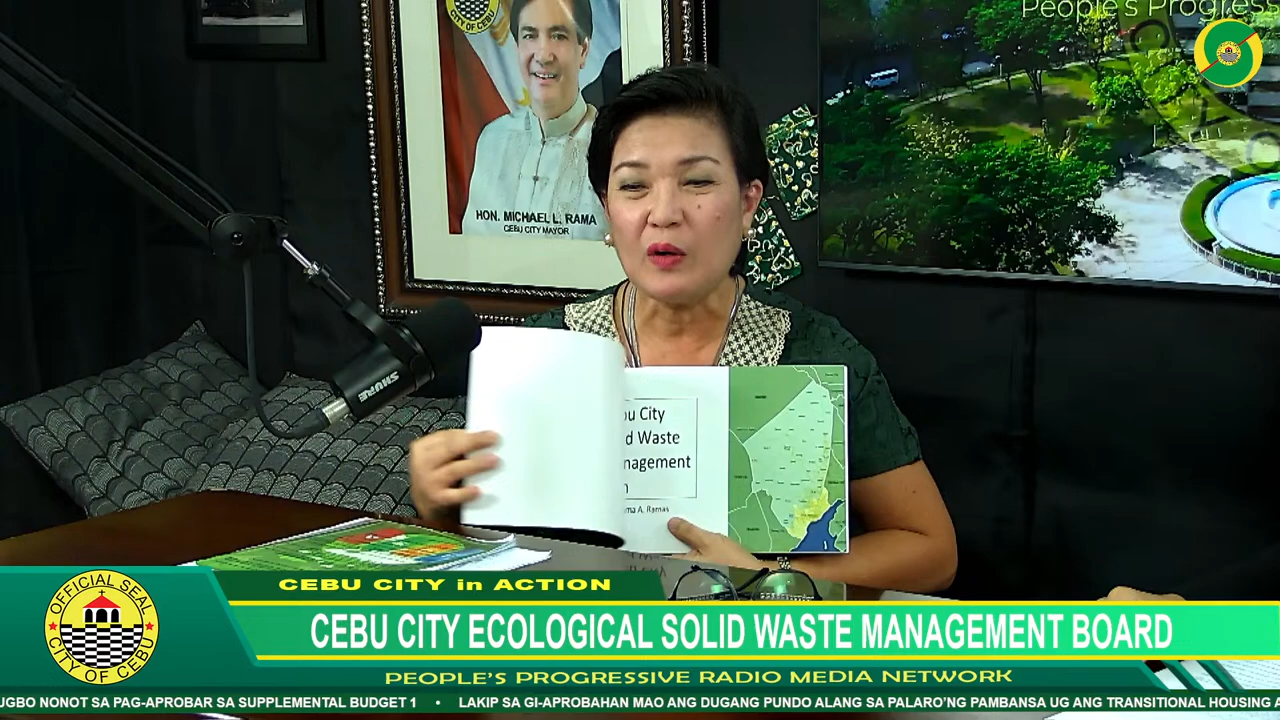 People's Progress
CITY OF CEBU
HON. MICHAEL L. RAMA
CEBU CITY MAYOR
SHURE
bu City
d Waste
nagement
n
ma A. Ramas
OFFICIAL SEAL
CITY OF CEBU
CEBU CITY in ACTION
CEBU CITY ECOLOGICAL SOLID WASTE MANAGEMENT BOARD
PEOPLE'S PROGRESSIVE RADIO MEDIA NETWORK
UGBO NONOT SA PAG-APROBAR SA SUPPLEMENTAL BUDGET 1 • LAKIP SA GI-APROBAHAN MAO ANG DUGANG PUNDO ALANG SA PALARO'NG PAMBANSA UG ANG TRANSITIONAL HOUSING A